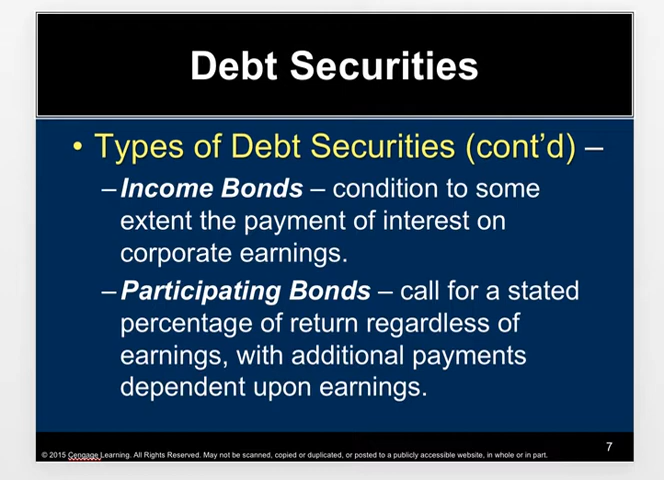 Debt Securities
• Types of Debt Securities (cont’d) –
–Income Bonds – condition to some
extent the payment of interest on
corporate earnings.
–Participating Bonds – call for a stated
percentage of return regardless of
earnings, with additional payments
dependent upon earnings.
7
© 2015 Cengage Learning. All Rights Reserved. May not be scanned, copied or duplicated, or posted to a publicly accessible website, in whole or in part.